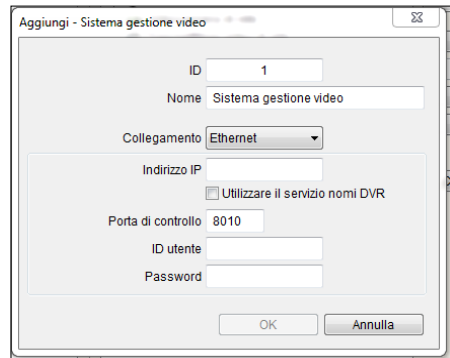 Aggiungi - Sistema gestione video
ID 1
Nome Sistema gestione video
Collegamento Ethernet
Indirizzo IP
Utilizzare il servizio nomi DVR
Porta di controllo 8010
ID utente
Password
OK Annulla